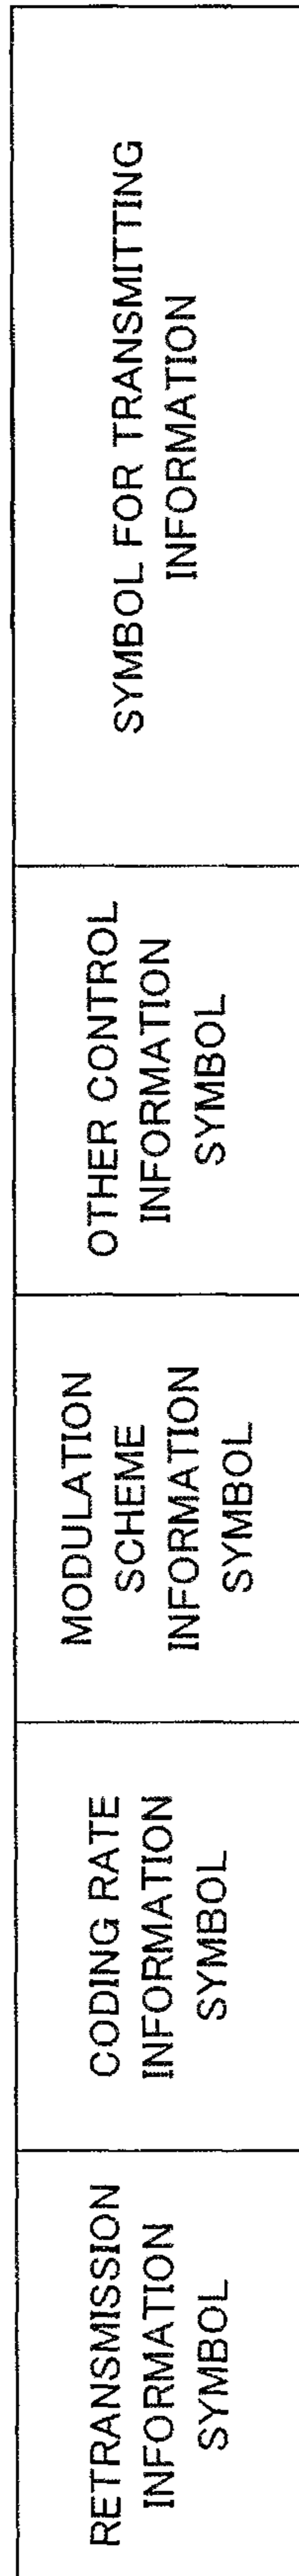 RETRANSMISSION
INFORMATION
SYMBOL
CODING RATE
INFORMATION
SYMBOL
MODULATION
SCHEME
INFORMATION
SYMBOL
OTHER CONTROL
INFORMATION
SYMBOL
SYMBOL FOR TRANSMITTING
INFORMATION